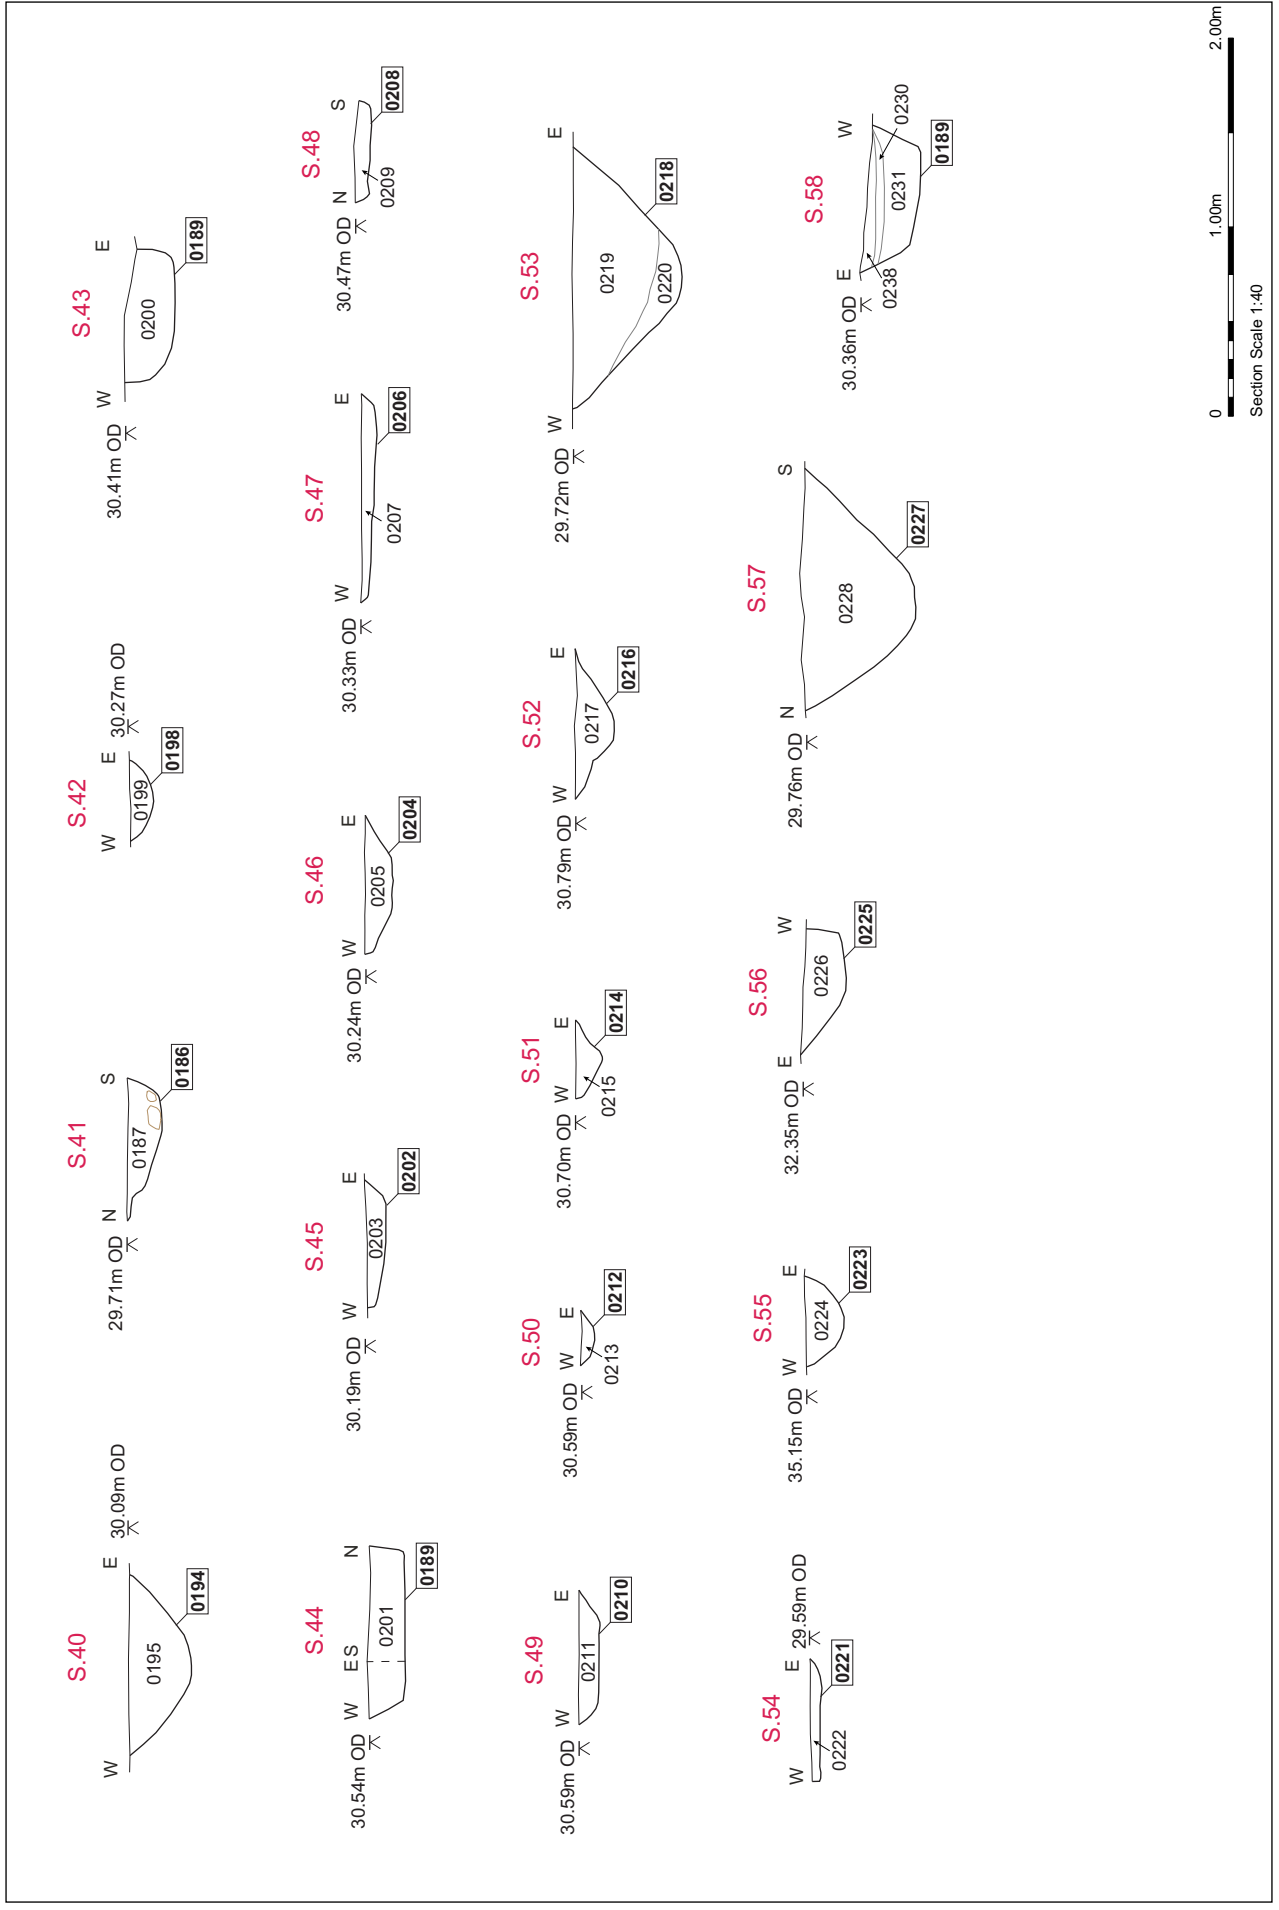 S.40
W E 30.09m OD
0195
0194
S.41
29.71m OD N S
0187
0186
S.42
W E 30.27m OD
0199
0198
S.43
30.41m OD W E
0200
0189
S.44
30.54m OD W E S N
0201
0189
S.45
30.19m OD W E
0203
0202
S.46
30.24m OD W E
0205
0204
S.47
30.33m OD W E
0207
0206
S.48
30.47m OD N S
0209
0208
S.49
30.59m OD W E
0211
0210
S.50
30.59m OD W E
0213
0212
S.51
30.70m OD W E
0215
0214
S.52
30.79m OD W E
0217
0216
S.53
29.72m OD W E
0219
0220
0218
S.54
W E 29.59m OD
0222
0221
S.55
35.15m OD W E
0224
0223
S.56
32.35m OD E W
0226
0225
S.57
29.76m OD N S
0228
0227
S.58
30.36m OD E W
0238
0231
0230
0189
0 1.00m 2.00m
Section Scale 1:40